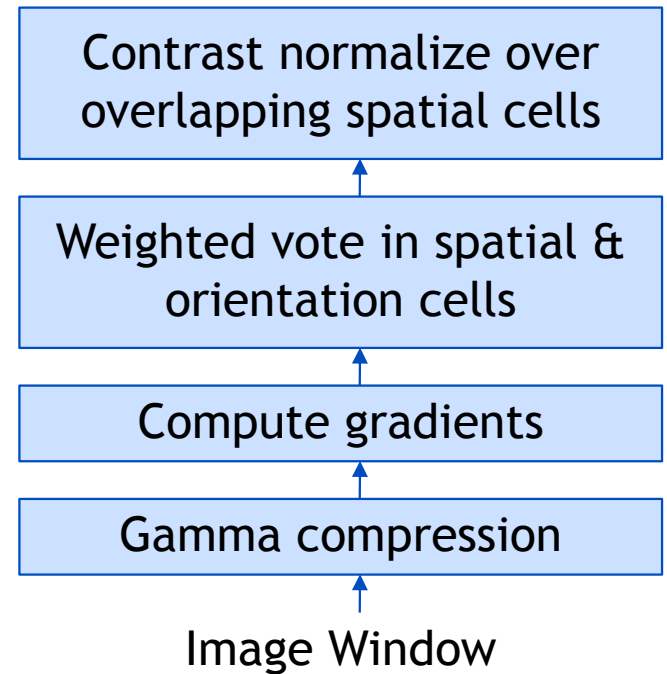 Contrast normalize over
overlapping spatial cells
Weighted vote in spatial &
orientation cells
Compute gradients
Gamma compression
Image Window